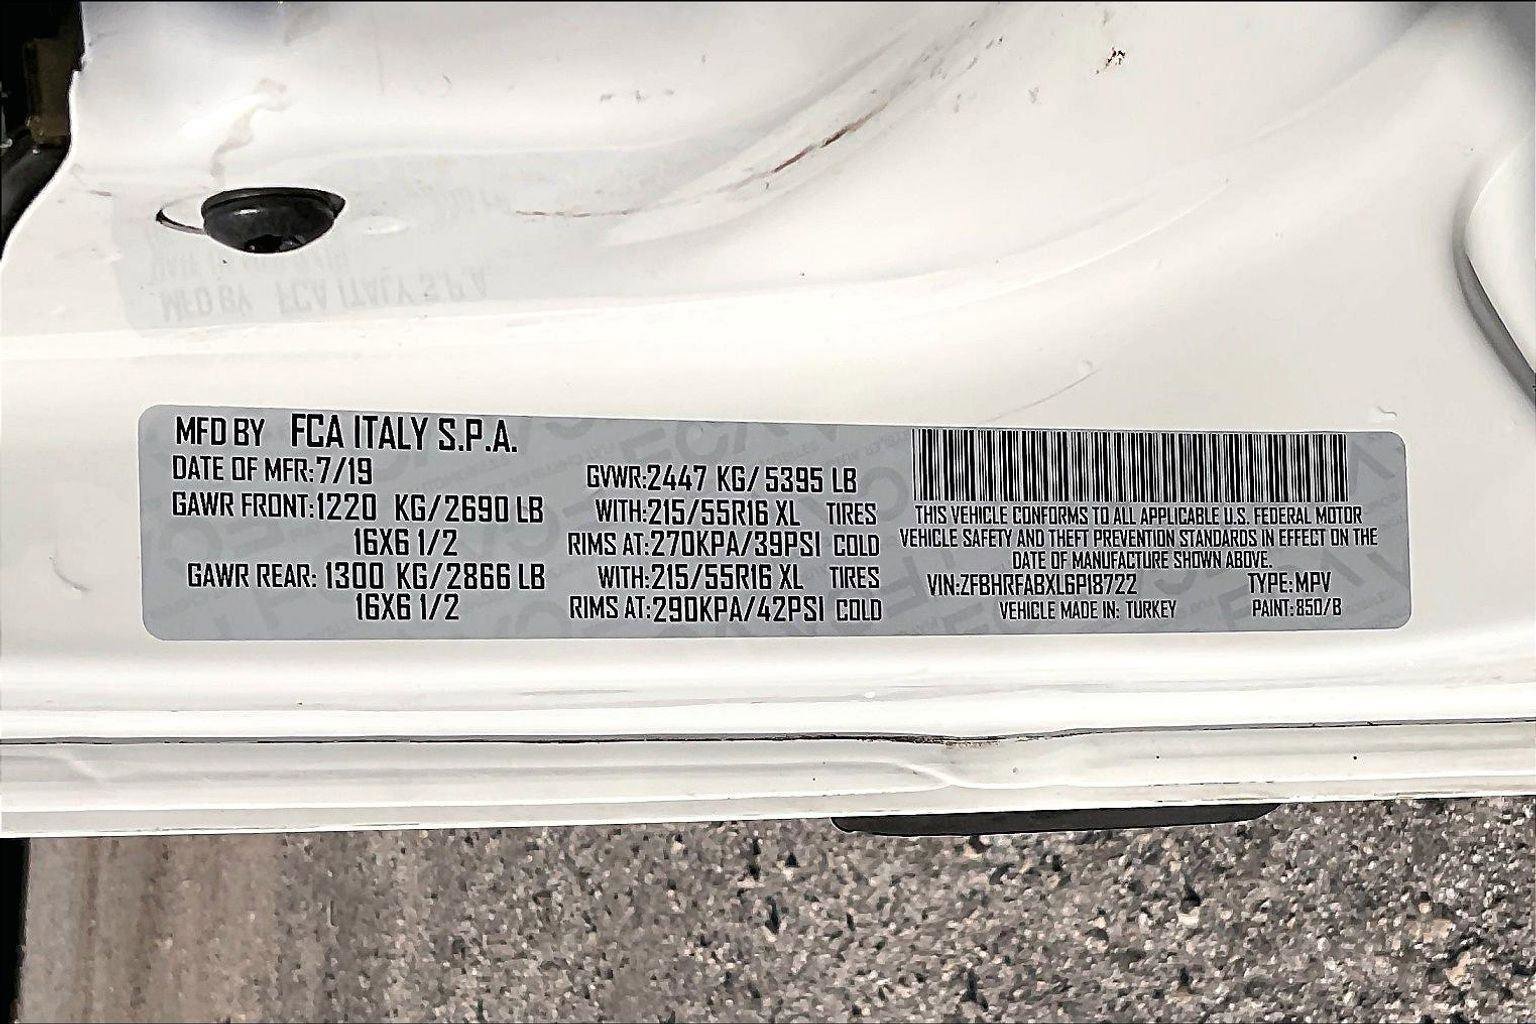 MFD BY FCA ITALY S.P.A.
DATE OF MFR:7/19 GVWR:2447 KG/5395 LB
GAWR FRONT:1220 KG/2690 LB WITH:215/55R16 XL TIRES
16X6 1/2 RIMS AT:270KPA/39PSI COLD
GAWR REAR: 1300 KG/2866 LB WITH:215/55R16 XL TIRES
16X6 1/2 RIMS AT:290KPA/42PSI COLD
THIS VEHICLE CONFORMS TO ALL APPLICABLE U.S. FEDERAL MOTOR
VEHICLE SAFETY AND THEFT PREVENTION STANDARDS IN EFFECT ON THE
DATE OF MANUFACTURE SHOWN ABOVE.
VIN:ZFBHRFABXL6P18722 TYPE:MPV
VEHICLE MADE IN: TURKEY PAINT:850/B